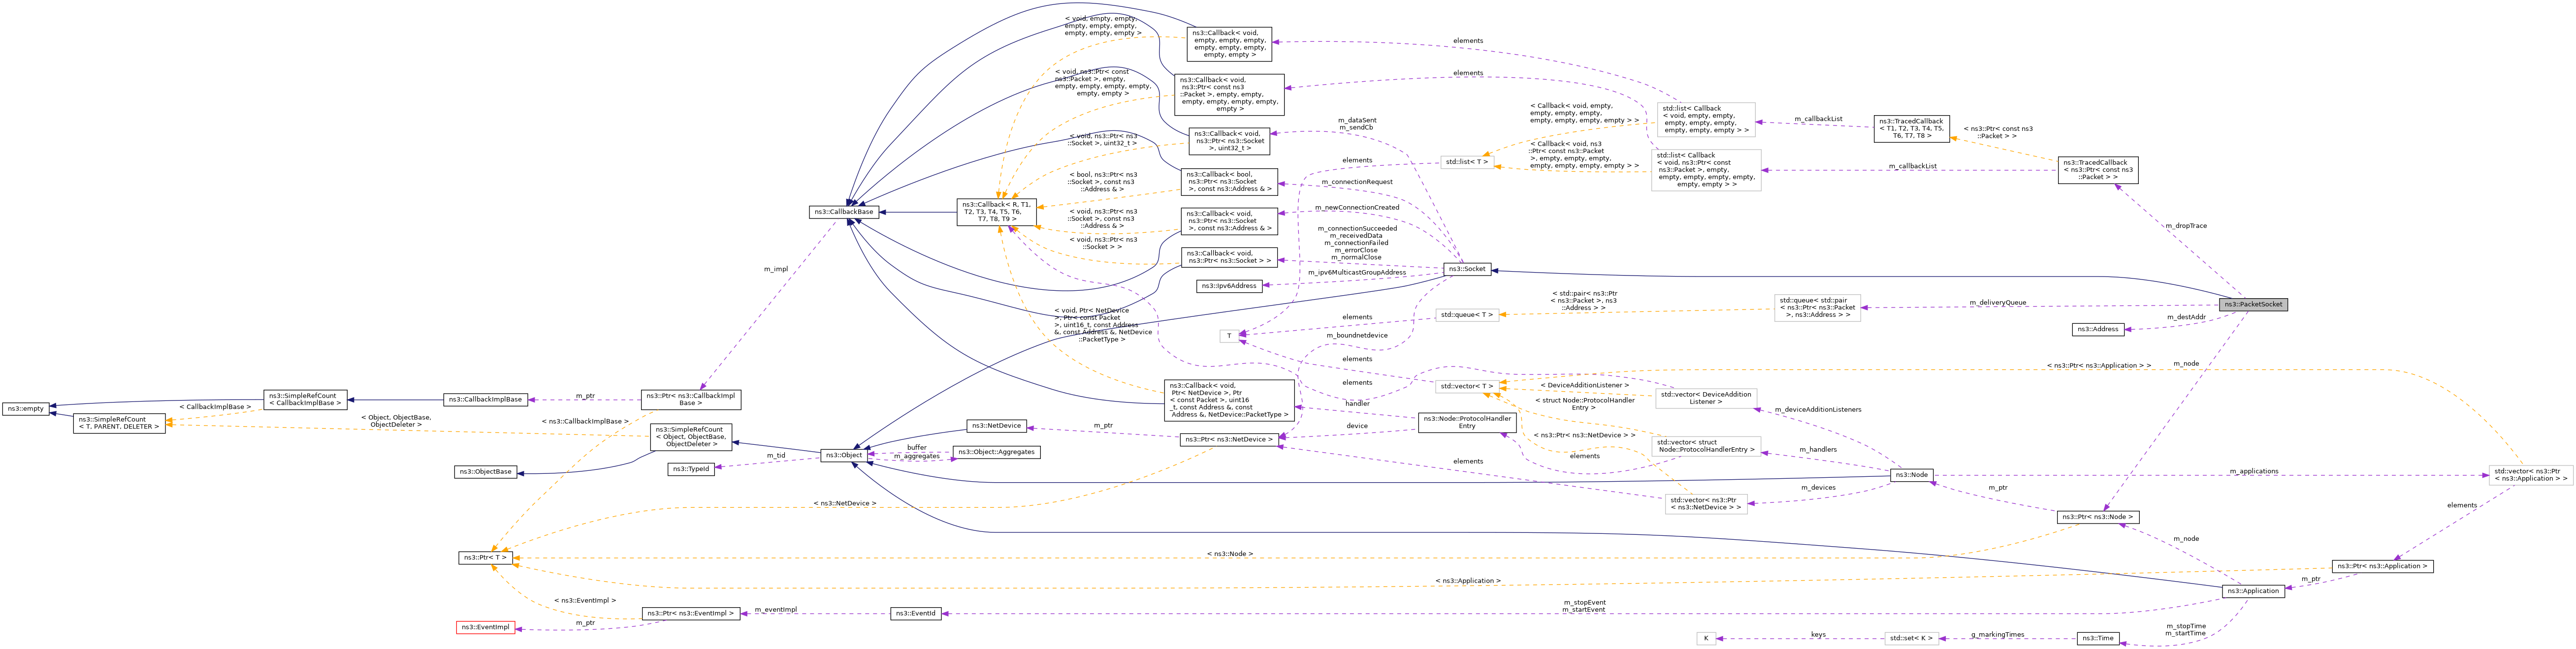 ns3::empty
ns3::SimpleRefCount
< CallbackImplBase >
ns3::SimpleRefCount
< T, PARENT, DELETER >
< CallbackImplBase >
< Object, ObjectBase,
ObjectDeleter >
ns3::CallbackImplBase
m_ptr
ns3::Ptr< ns3::CallbackImpl
Base >
< ns3::CallbackImplBase >
ns3::SimpleRefCount
< Object, ObjectBase,
ObjectDeleter >
ns3::ObjectBase
ns3::TypeId
m_tid
ns3::Object
buffer
m_aggregates
ns3::NetDevice
ns3::Object::Aggregates
m_ptr
ns3::Ptr< ns3::NetDevice >
< ns3::NetDevice >
ns3::Ptr< T >
< ns3::Node >
< ns3::Application >
< ns3::EventImpl >
ns3::EventImpl
m_ptr
ns3::Ptr< ns3::EventImpl >
m_eventImpl
ns3::EventId
m_stopEvent
m_startEvent
m_impl
ns3::CallbackBase
ns3::Callback< R, T1,
T2, T3, T4, T5, T6,
T7, T8, T9 >
< void, empty, empty,
empty, empty, empty,
empty, empty, empty >
< void, ns3::Ptr< const
ns3::Packet >, empty,
empty, empty, empty, empty,
empty, empty >
< void, ns3::Ptr< ns3
::Socket >, uint32_t >
< bool, ns3::Ptr< ns3
::Socket >, const ns3
::Address & >
< void, ns3::Ptr< ns3
::Socket >, const ns3
::Address & >
< void, ns3::Ptr< ns3
::Socket > >
< void, Ptr< NetDevice
>, Ptr< const Packet
>, uint16_t, const Address
&, const Address &, NetDevice
::PacketType >
ns3::Callback< void,
empty, empty, empty,
empty, empty, empty,
empty, empty >
ns3::Callback< void,
ns3::Ptr< const ns3
::Packet >, empty, empty,
empty, empty, empty, empty,
empty >
ns3::Callback< void,
ns3::Ptr< ns3::Socket
>, uint32_t >
ns3::Callback< bool,
ns3::Ptr< ns3::Socket
>, const ns3::Address & >
ns3::Callback< void,
ns3::Ptr< ns3::Socket
>, const ns3::Address & >
ns3::Callback< void,
ns3::Ptr< ns3::Socket > >
ns3::Ipv6Address
T
ns3::Callback< void,
Ptr< NetDevice >, Ptr
< const Packet >, uint16
_t, const Address &, const
Address &, NetDevice::PacketType >
elements
elements
m_dataSent
m_sendCb
elements
m_connectionRequest
m_newConnectionCreated
m_connectionSucceeded
m_receivedData
m_connectionFailed
m_errorClose
m_normalClose
m_ipv6MulticastGroupAddress
elements
m_boundnetdevice
elements
elements
handler
device
elements
ns3::Socket
std::list< T >
std::queue< T >
std::vector< T >
ns3::Node::ProtocolHandler
Entry
< Callback< void, empty,
empty, empty, empty,
empty, empty, empty, empty > >
< Callback< void, ns3
::Ptr< const ns3::Packet
>, empty, empty, empty,
empty, empty, empty, empty > >
< std::pair< ns3::Ptr
< ns3::Packet >, ns3
::Address > >
< DeviceAdditionListener >
< struct Node::ProtocolHandler
Entry >
< ns3::Ptr< ns3::NetDevice > >
elements
std::list< Callback
< void, empty, empty,
empty, empty, empty,
empty, empty, empty > >
std::list< Callback
< void, ns3::Ptr< const
ns3::Packet >, empty,
empty, empty, empty, empty,
empty, empty > >
std::queue< std::pair
< ns3::Ptr< ns3::Packet
>, ns3::Address > >
std::vector< DeviceAddition
Listener >
std::vector< struct
Node::ProtocolHandlerEntry >
std::vector< ns3::Ptr
< ns3::NetDevice > >
m_callbackList
m_callbackList
m_deviceAdditionListeners
m_handlers
m_devices
ns3::TracedCallback
< T1, T2, T3, T4, T5,
T6, T7, T8 >
< ns3::Ptr< const ns3
::Packet > >
ns3::TracedCallback
< ns3::Ptr< const ns3
::Packet > >
m_dropTrace
ns3::PacketSocket
m_deliveryQueue
m_destAddr
ns3::Address
< ns3::Ptr< ns3::Application > >
m_node
ns3::Node
m_applications
std::vector< ns3::Ptr
< ns3::Application > >
m_ptr
ns3::Ptr< ns3::Node >
elements
m_node
ns3::Ptr< ns3::Application >
m_ptr
ns3::Application
m_stopTime
m_startTime
ns3::Time
g_markingTimes
std::set< K >
keys
K